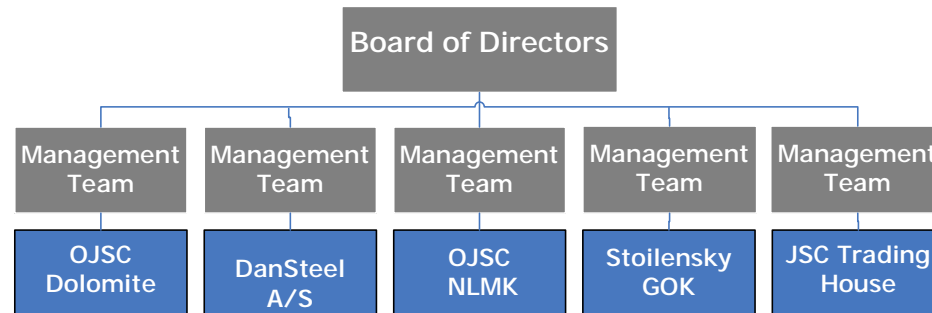 Board of Directors
Management
Team
Management
Team
Management
Team
Management
Team
Management
Team
OJSC
Dolomite
DanSteel
A/S
OJSC
NLMK
Stoilensky
GOK
JSC Trading
House